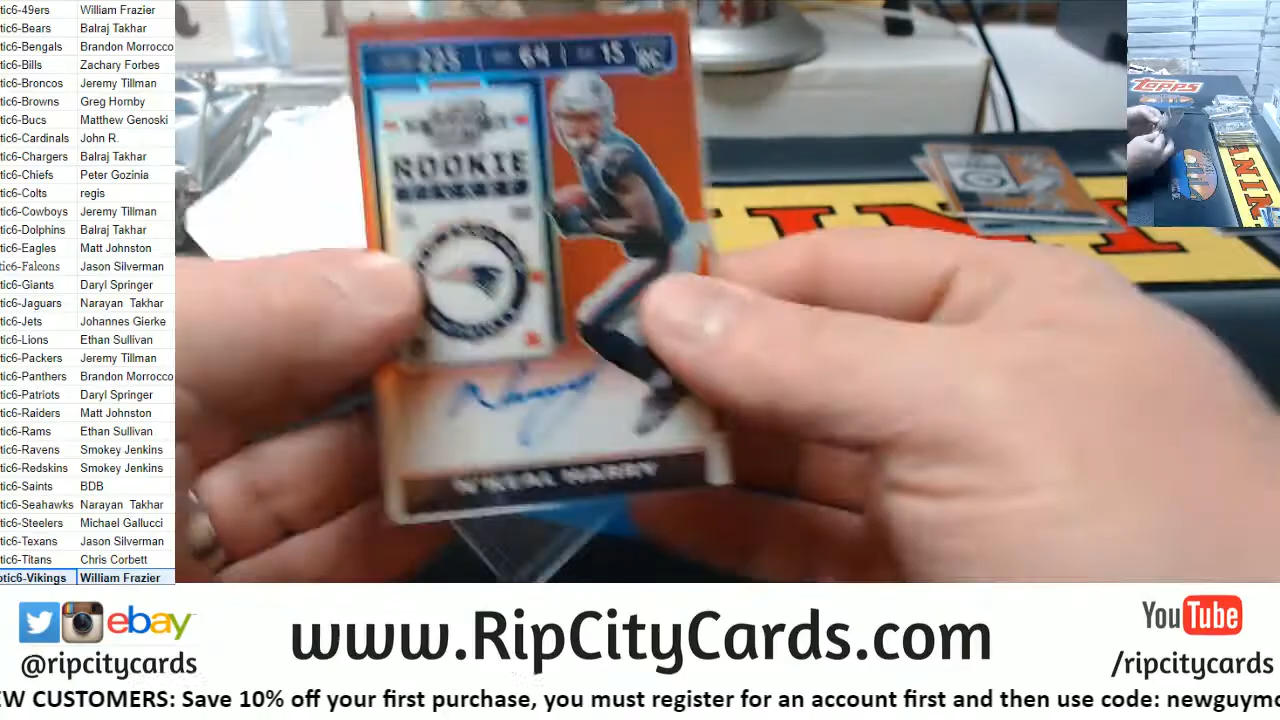 tic6-49ers William Frazier
tic6-Bears Balraj Takhar
tic6-Bengals Brandon Morrocco
tic6-Bills Zachary Forbes
tic6-Broncos Jeremy Tillman
tic6-Browns Greg Hornby
tic6-Bucs Matthew Genoski
tic6-Cardinals John R.
tic6-Chargers Balraj Takhar
tic6-Chiefs Peter Gozinia
tic6-Colts regis
tic6-Cowboys Jeremy Tillman
tic6-Dolphins Balraj Takhar
tic6-Eagles Matt Johnston
tic6-Falcons Jason Silverman
tic6-Giants Daryl Springer
tic6-Jaguars Narayan Takhar
tic6-Jets Johannes Gierke
tic6-Lions Ethan Sullivan
tic6-Packers Jeremy Tillman
tic6-Panthers Brandon Morrocco
tic6-Patriots Daryl Springer
tic6-Raiders Matt Johnston
tic6-Rams Ethan Sullivan
tic6-Ravens Smokey Jenkins
tic6-Redskins Smokey Jenkins
tic6-Saints BDB
tic6-Seahawks Narayan Takhar
tic6-Steelers Michael Gallucci
tic6-Texans Jason Silverman
tic6-Titans Chris Corbett
otic6-Vikings William Frazier
225 64 15 RC
ROOKIE
TICKET
N'KEAL HARRY
Topps
ebay
@ripcitycards
www.RipCityCards.com
YouTube
/ripcitycards
EW CUSTOMERS: Save 10% off your first purchase, you must register for an account first and then use code: newguymo